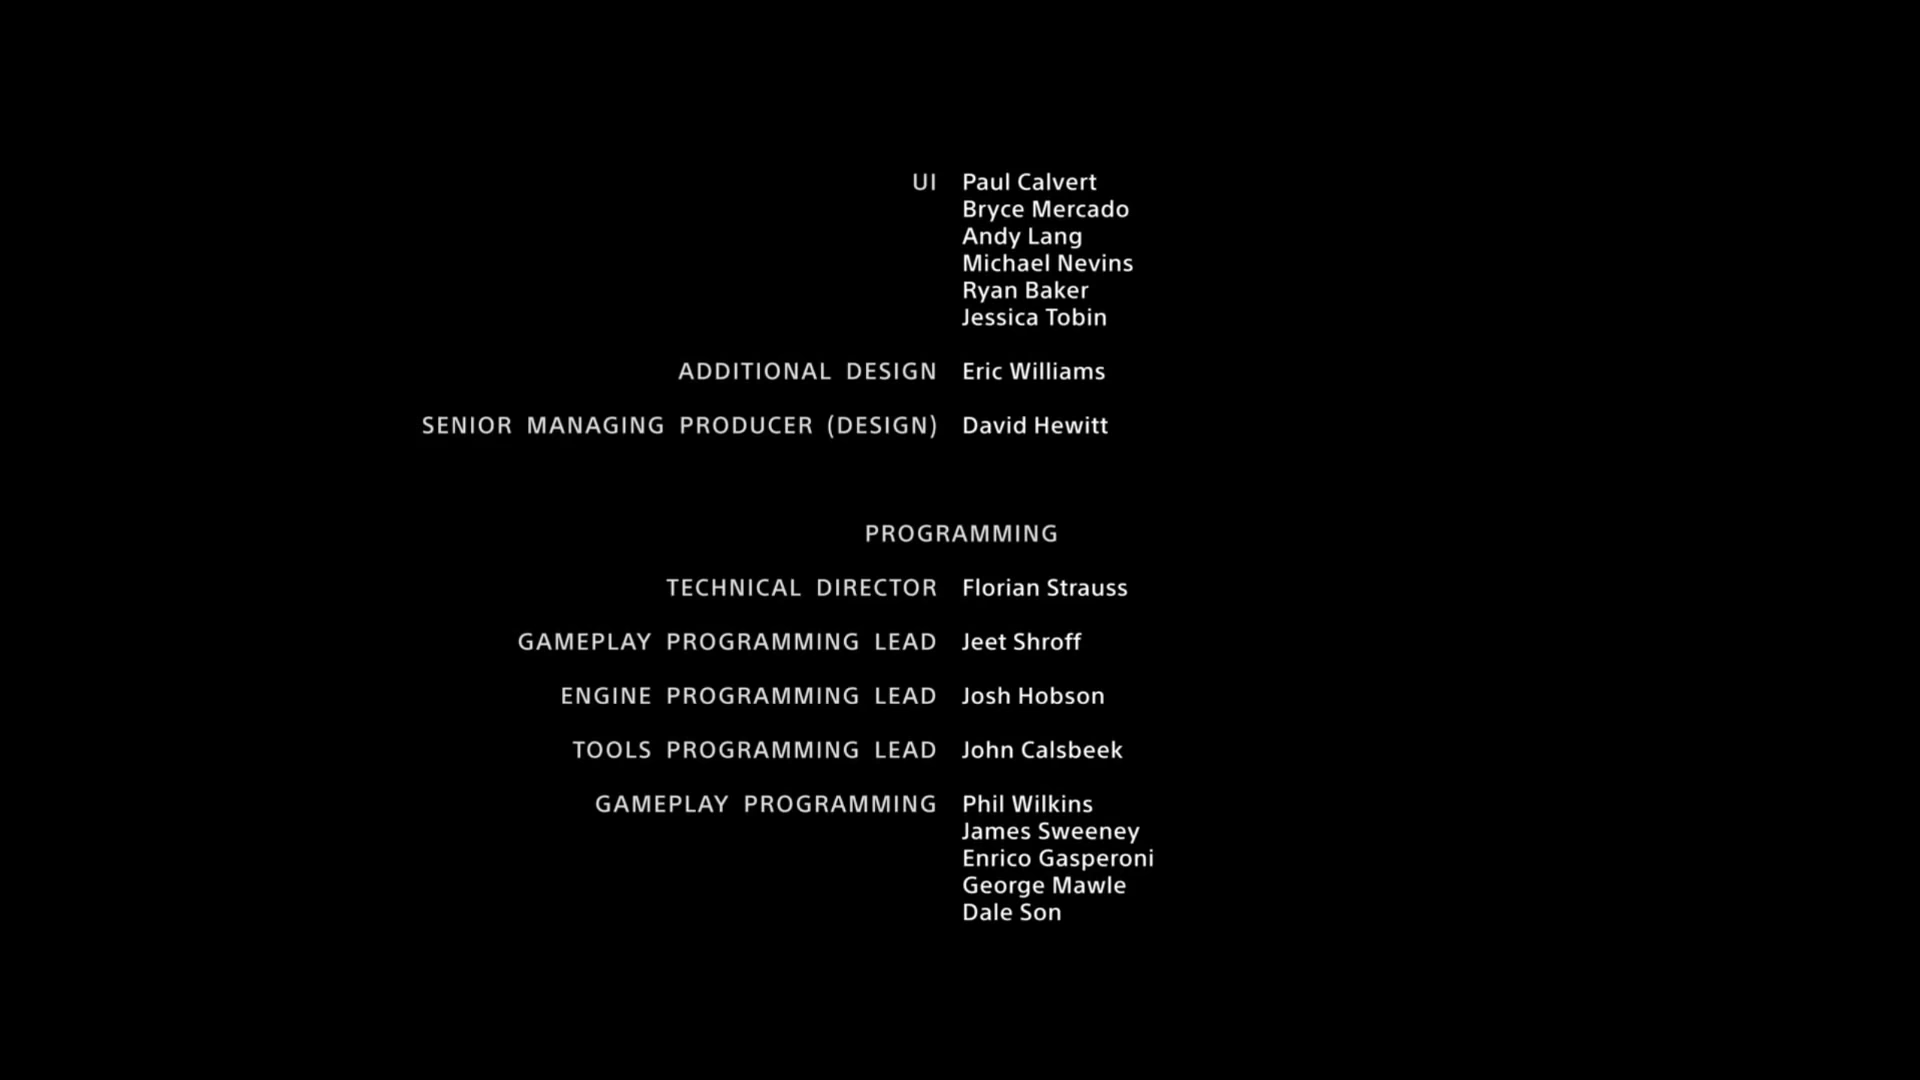 UI Paul Calvert
Bryce Mercado
Andy Lang
Michael Nevins
Ryan Baker
Jessica Tobin
ADDITIONAL DESIGN Eric Williams
SENIOR MANAGING PRODUCER (DESIGN) David Hewitt
PROGRAMMING
TECHNICAL DIRECTOR Florian Strauss
GAMEPLAY PROGRAMMING LEAD Jeet Shroff
ENGINE PROGRAMMING LEAD Josh Hobson
TOOLS PROGRAMMING LEAD John Calsbeek
GAMEPLAY PROGRAMMING Phil Wilkins
James Sweeney
Enrico Gasperoni
George Mawle
Dale Son